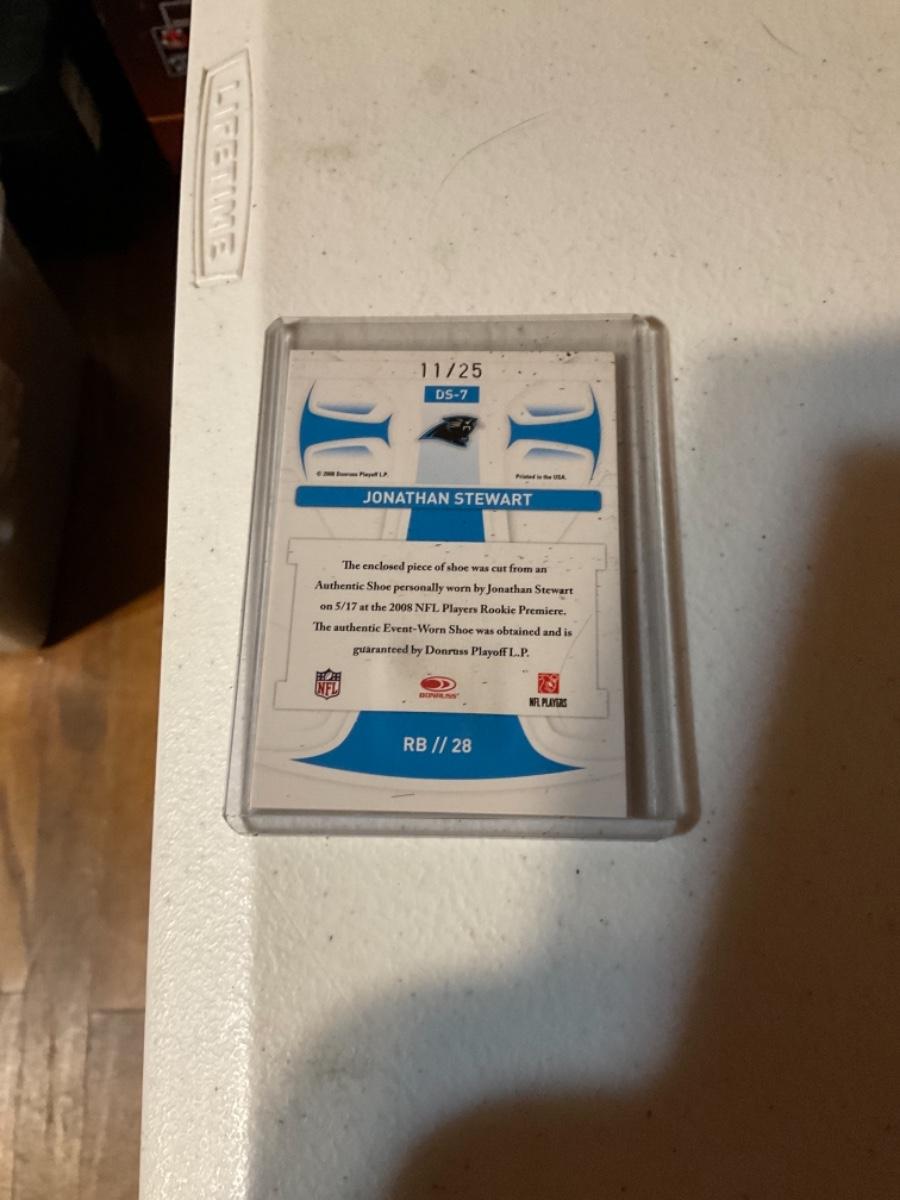 LIFETIME
11/25
DS-7
© 2008 Donruss Playoff L.P.
Printed in the USA.
JONATHAN STEWART
The enclosed piece of shoe was cut from an
Authentic Shoe personally worn by Jonathan Stewart
on 5/17 at the 2008 NFL Players Rookie Premiere.
The authentic Event-Worn Shoe was obtained and is
guaranteed by Donruss Playoff L.P.
NFL
DONRUSS
NFL PLAYERS
RB // 28